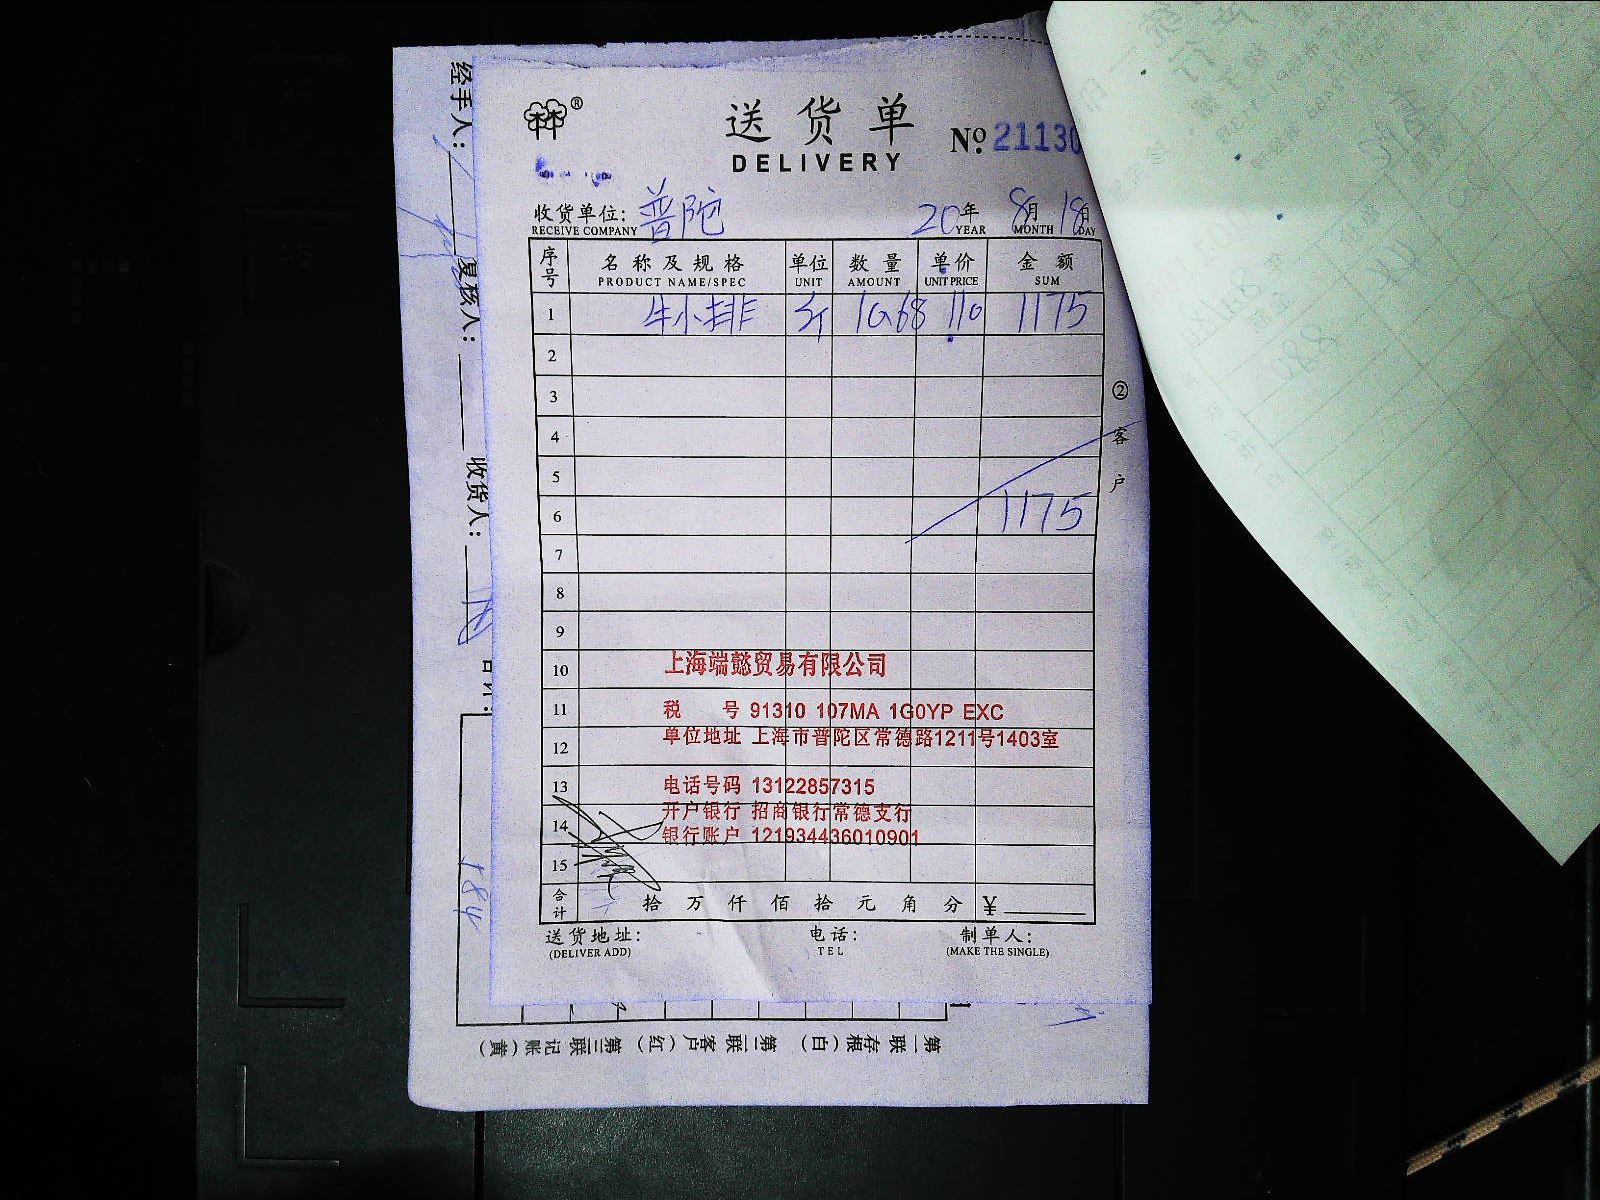 送货单
DELIVERY
№ 21130
收货单位: 普陀 20年 8月 18日
RECEIVE COMPANY YEAR MONTH DAY
序号 名称及规格 单位 数量 单价 金额
PRODUCT NAME/SPEC UNIT AMOUNT UNIT PRICE SUM
1 牛小排 斤 10.68 110 1175
2
3
4
5
6 1175
7
8
9
10 上海端懿贸易有限公司
11 税 号 91310 107MA 1G0YP EXC
12 单位地址 上海市普陀区常德路1211号1403室
13 电话号码 13122857315
14 开户银行 招商银行常德支行
银行账户 121934436010901
15
合计 拾 万 仟 佰 拾 元 角 分 ¥
送货地址: 电话: 制单人:
(DELIVER ADD) TEL (MAKE THE SINGLE)
②客户
经手人:
复核人:
收货人:
184
第一联存根(白) 第二联客户(红) 第三联记账(黄)